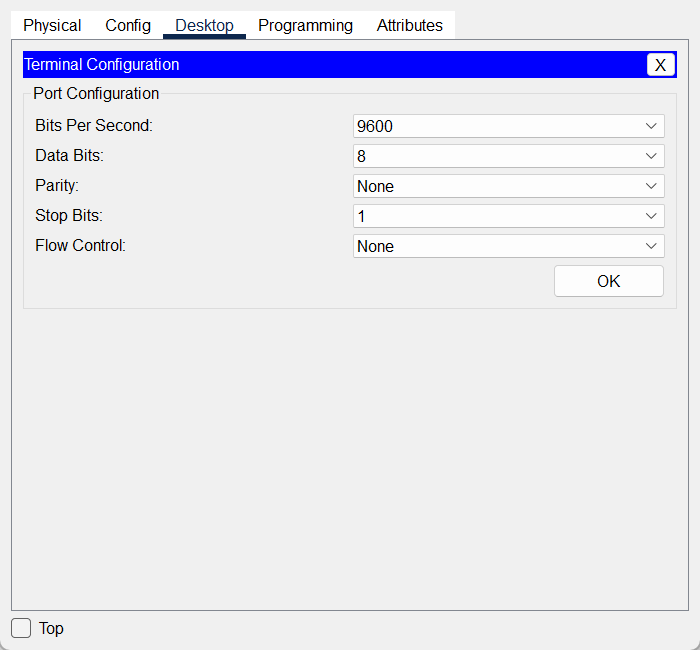 Physical Config Desktop Programming Attributes
Terminal Configuration X
Port Configuration
Bits Per Second: 9600
Data Bits: 8
Parity: None
Stop Bits: 1
Flow Control: None
OK
Top